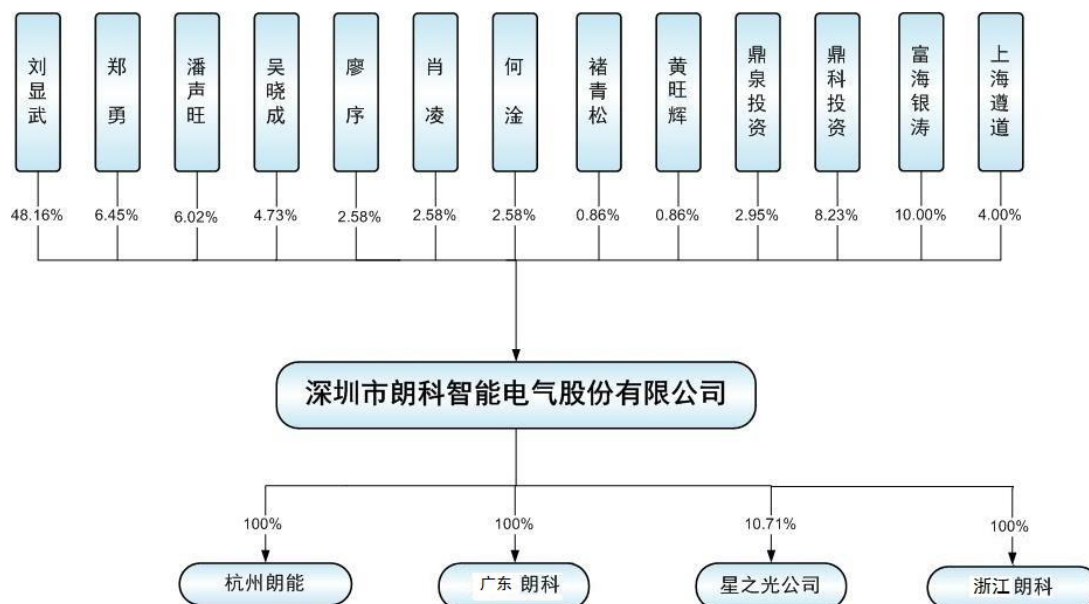 刘显武
郑勇
潘声旺
吴晓成
廖序
肖凌
何淦
褚青松
黄旺辉
鼎泉投资
鼎科投资
富海银涛
上海遵道
48.16%
6.45%
6.02%
4.73%
2.58%
2.58%
2.58%
0.86%
0.86%
2.95%
8.23%
10.00%
4.00%
深圳市朗科智能电气股份有限公司
100%
100%
10.71%
100%
杭州朗能
广东 朗科
星之光公司
浙江朗科